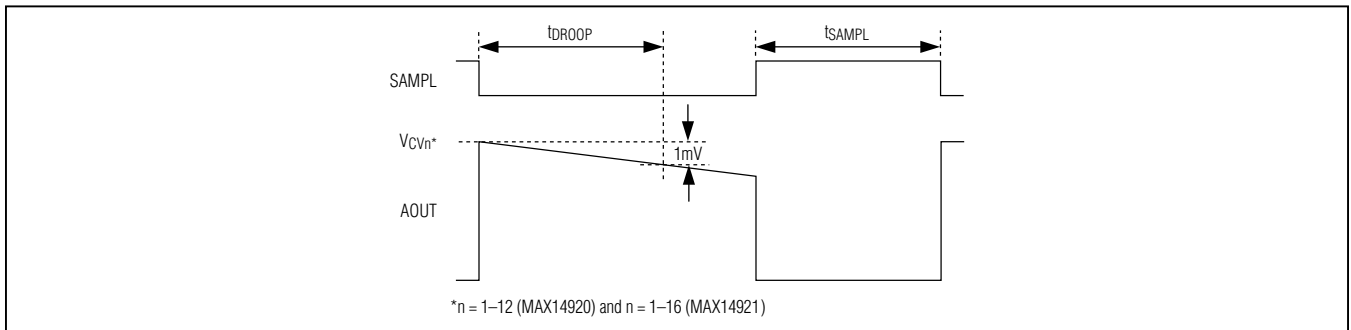 tDROOP
tSAMPL
SAMPL
VCVn*
1mV
AOUT
*n = 1–12 (MAX14920) and n = 1–16 (MAX14921)